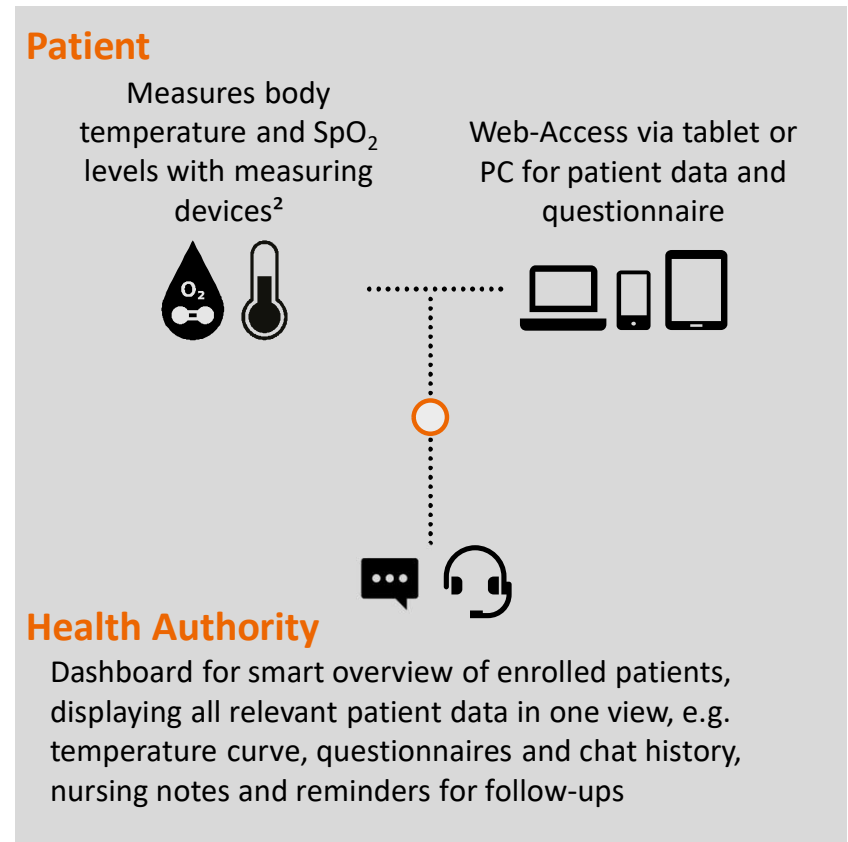 Patient
Measures body
temperature and SpO₂
levels with measuring
devices²
Web-Access via tablet or
PC for patient data and
questionnaire
O₂
Health Authority
Dashboard for smart overview of enrolled patients,
displaying all relevant patient data in one view, e.g.
temperature curve, questionnaires and chat history,
nursing notes and reminders for follow-ups